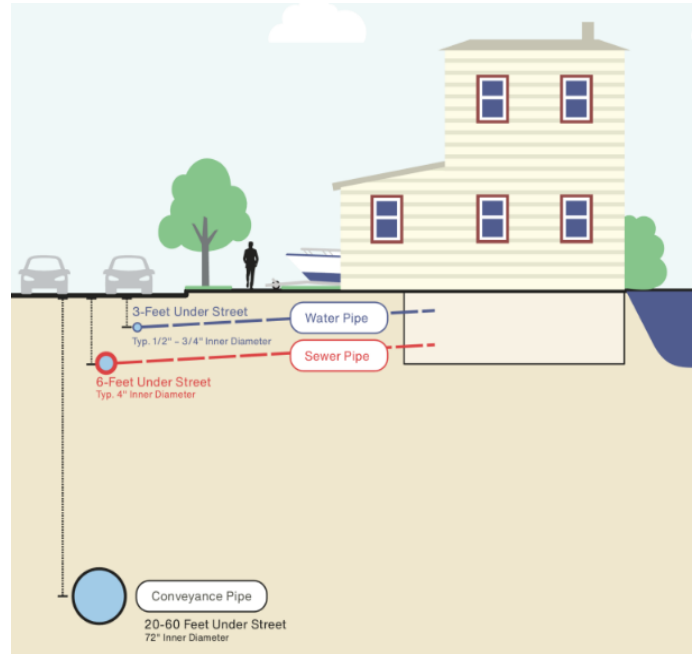 3-Feet Under Street
Water Pipe
Typ. 1/2" - 3/4" Inner Diameter
Sewer Pipe
6-Feet Under Street
Typ. 4" Inner Diameter
Conveyance Pipe
20-60 Feet Under Street
72" Inner Diameter